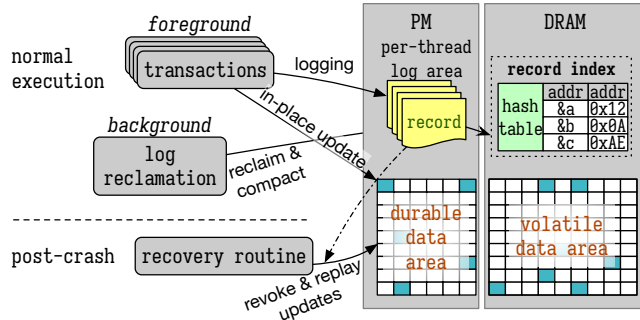 foreground
PM
DRAM
normal
execution
transactions
logging
per-thread
log area
record
record index
hash
table
addr addr
&a 0x12
&b 0x0A
&c 0xAE
in-place update
background
log
reclamation
reclaim &
compact
post-crash
recovery routine
revoke & replay
updates
durable
data
area
volatile
data area